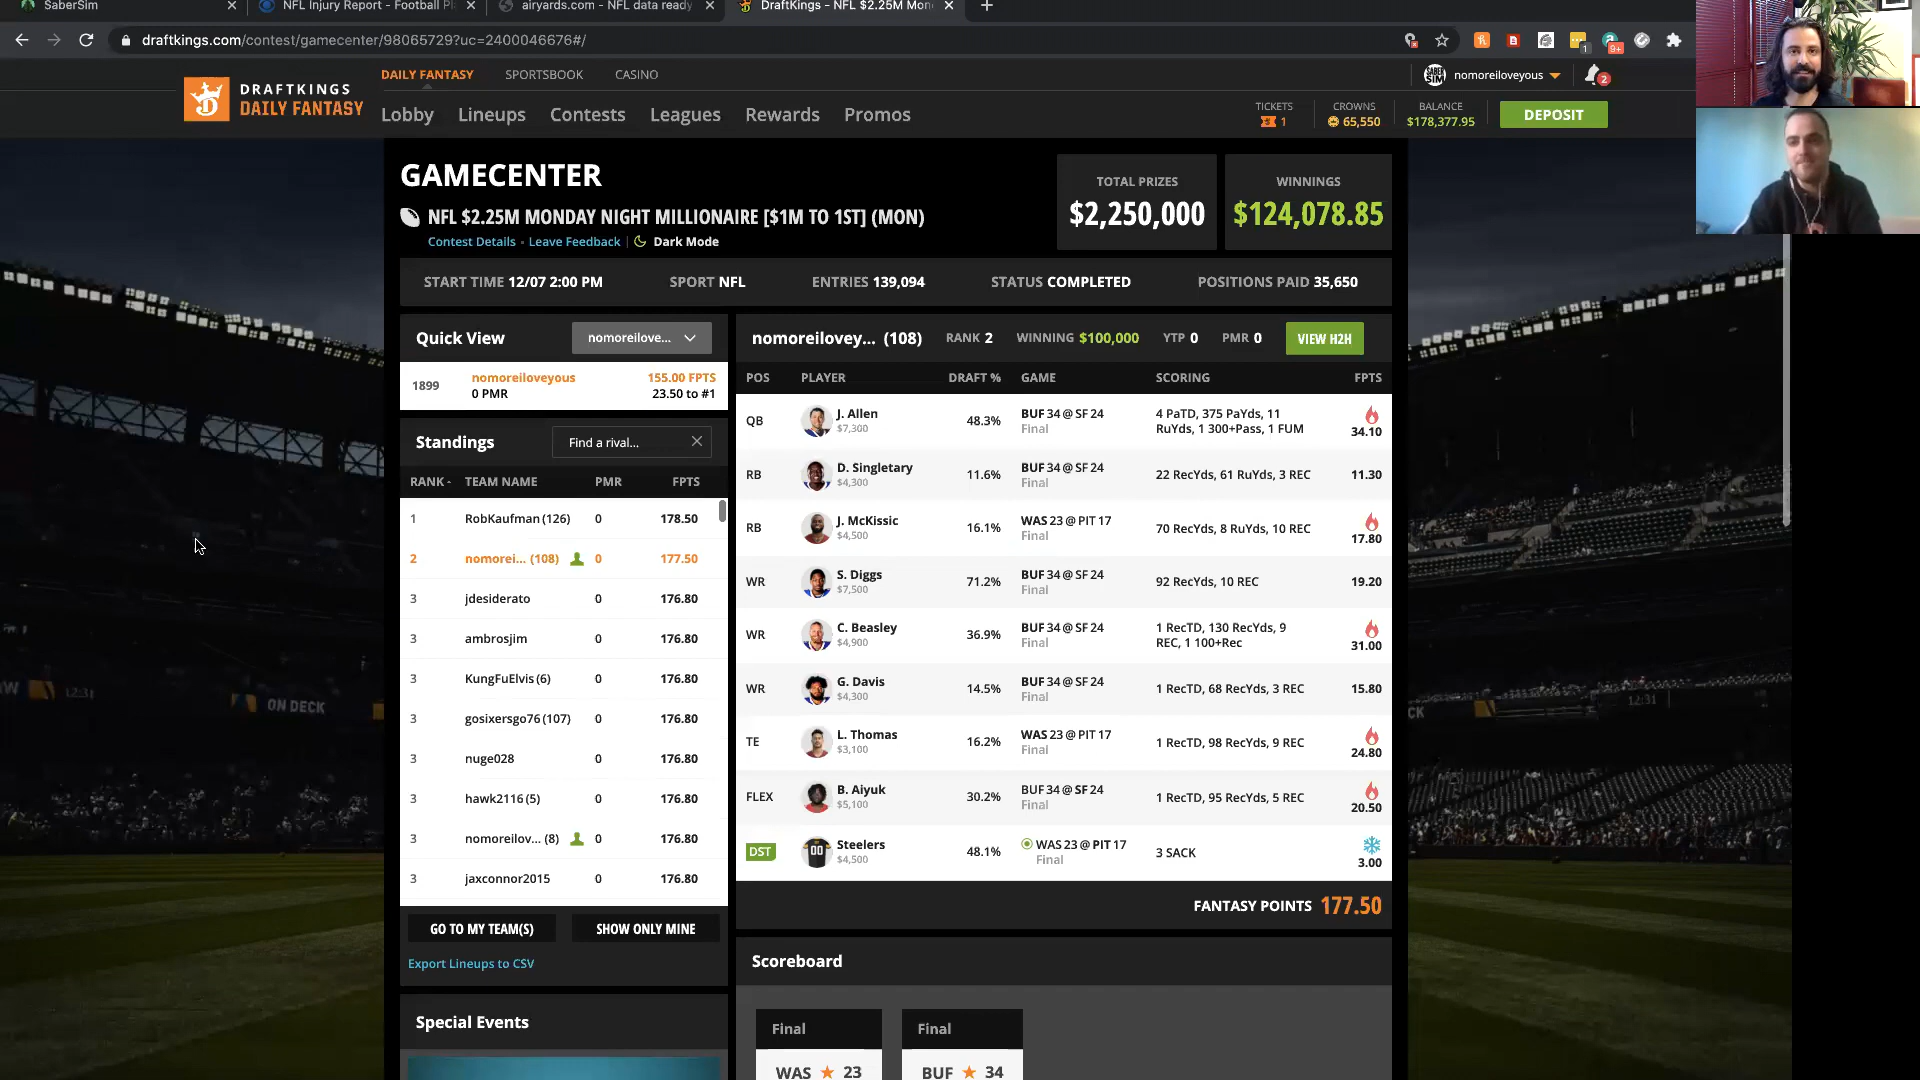 SaberSim
NFL Injury Report - Football Pl
airyards.com - NFL data ready
DraftKings - NFL $2.25M Mon
draftkings.com/contest/gamecenter/98065729?uc=2400046676#/
1
9+
DRAFTKINGS
DAILY FANTASY
DAILY FANTASY SPORTSBOOK CASINO
SABER SIM nomoreiloveyous 2
Lobby Lineups Contests Leagues Rewards Promos
TICKETS CROWNS BALANCE
1 65,550 $178,377.95
DEPOSIT
GAMECENTER
NFL $2.25M MONDAY NIGHT MILLIONAIRE [$1M TO 1ST] (MON)
Contest Details • Leave Feedback | Dark Mode
TOTAL PRIZES
$2,250,000
WINNINGS
$124,078.85
START TIME 12/07 2:00 PM SPORT NFL ENTRIES 139,094 STATUS COMPLETED POSITIONS PAID 35,650
Quick View nomoreilove...
1899 nomoreiloveyous 155.00 FPTS
0 PMR 23.50 to #1
Standings Find a rival...
RANK TEAM NAME PMR FPTS
1 RobKaufman (126) 0 178.50
2 nomorei... (108) 0 177.50
3 jdesiderato 0 176.80
3 ambrosjim 0 176.80
3 KungFuElvis (6) 0 176.80
3 gosixersgo76 (107) 0 176.80
3 nuge028 0 176.80
3 hawk2116 (5) 0 176.80
3 nomoreilov... (8) 0 176.80
3 jaxconnor2015 0 176.80
GO TO MY TEAM(S) SHOW ONLY MINE
Export Lineups to CSV
Special Events
nomoreilovey... (108) RANK 2 WINNING $100,000 YTP 0 PMR 0 VIEW H2H
POS PLAYER DRAFT % GAME SCORING FPTS
QB J. Allen $7,300 48.3% BUF 34 @ SF 24 Final 4 PaTD, 375 PaYds, 11 RuYds, 1 300+Pass, 1 FUM 34.10
RB D. Singletary $4,300 11.6% BUF 34 @ SF 24 Final 22 RecYds, 61 RuYds, 3 REC 11.30
RB J. McKissic $4,500 16.1% WAS 23 @ PIT 17 Final 70 RecYds, 8 RuYds, 10 REC 17.80
WR S. Diggs $7,500 71.2% BUF 34 @ SF 24 Final 92 RecYds, 10 REC 19.20
WR C. Beasley $4,900 36.9% BUF 34 @ SF 24 Final 1 RecTD, 130 RecYds, 9 REC, 1 100+Rec 31.00
WR G. Davis $4,300 14.5% BUF 34 @ SF 24 Final 1 RecTD, 68 RecYds, 3 REC 15.80
TE L. Thomas $3,100 16.2% WAS 23 @ PIT 17 Final 1 RecTD, 98 RecYds, 9 REC 24.80
FLEX B. Aiyuk $5,100 30.2% BUF 34 @ SF 24 Final 1 RecTD, 95 RecYds, 5 REC 20.50
DST 00 Steelers $4,500 48.1% WAS 23 @ PIT 17 Final 3 SACK 3.00
FANTASY POINTS 177.50
Scoreboard
Final Final
WAS 23 BUF 34
12:31
ON DECK
12:31